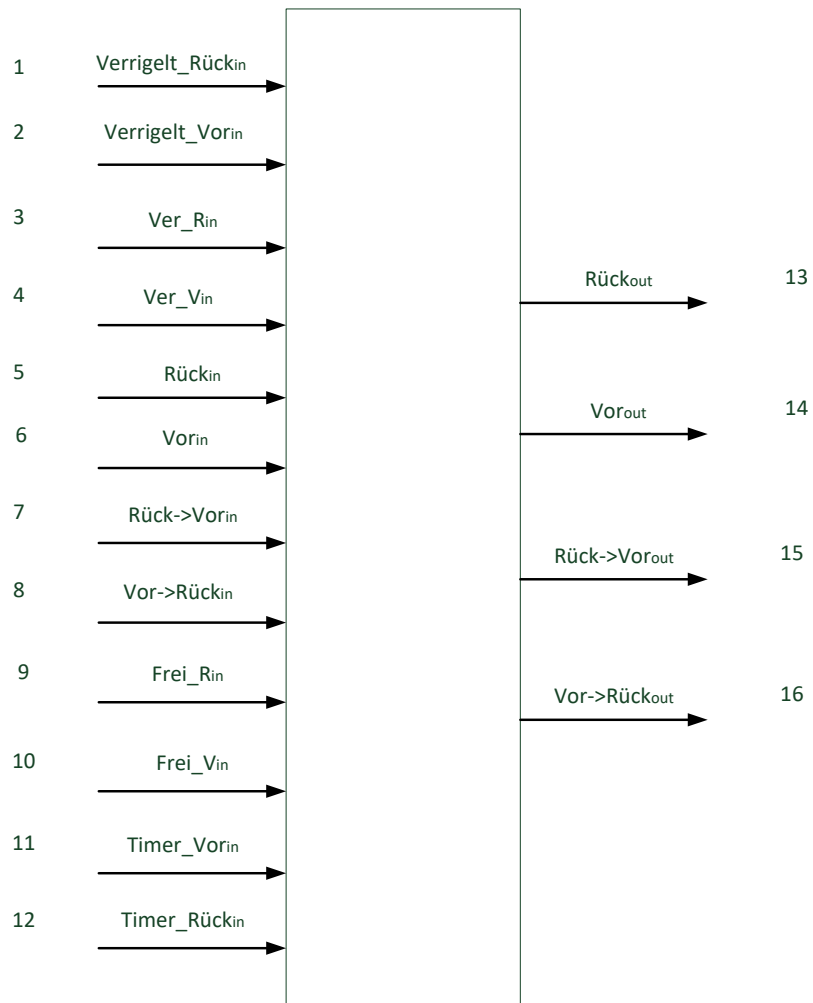 1 Verrigelt_Rückin
2 Verrigelt_Vorin
3 Ver_Rin
4 Ver_Vin
5 Rückin
6 Vorin
7 Rück->Vorin
8 Vor->Rückin
9 Frei_Rin
10 Frei_Vin
11 Timer_Vorin
12 Timer_Rückin
Rückout 13
Vorout 14
Rück->Vorout 15
Vor->Rückout 16